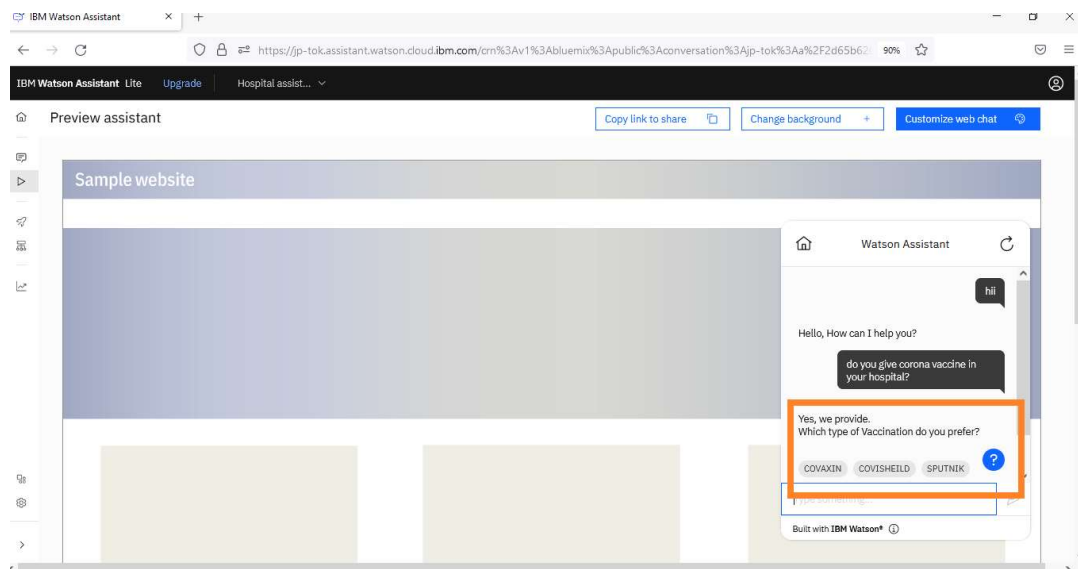 IBM Watson Assistant
https://jp-tok.assistant.watson.cloud.ibm.com/crn%3Av1%3Abluemix%3Apublic%3Aconversation%3Ajp-tok%3Aa%2F2d65b62 90%
IBM Watson Assistant Lite Upgrade Hospital assist...
Preview assistant Copy link to share Change background + Customize web chat
Sample website
Watson Assistant
hii
Hello, How can I help you?
do you give corona vaccine in
your hospital?
Yes, we provide.
Which type of Vaccination do you prefer?
COVAXIN COVISHEILD SPUTNIK ?
Type something...
Built with IBM Watson®